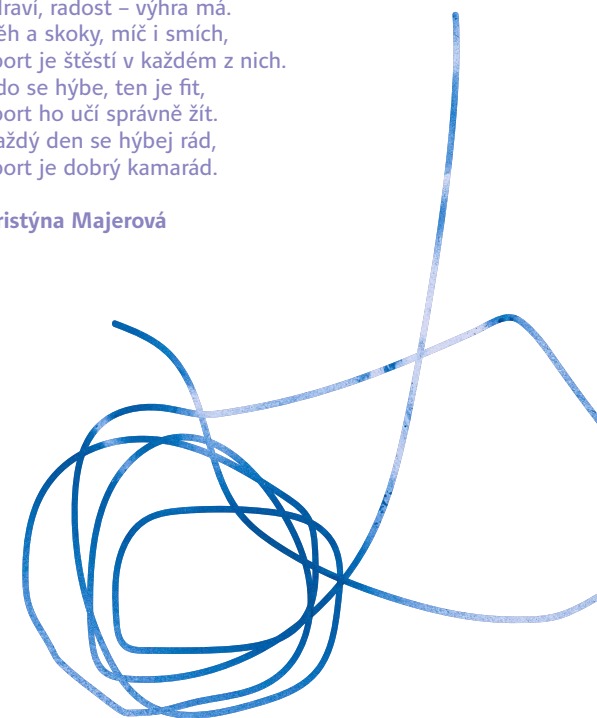 draví, radost – výhra má.
ěh a skoky, míč i smích,
port je štěstí v každém z nich.
do se hýbe, ten je fit,
port ho učí správně žít.
aždý den se hýbej rád,
port je dobrý kamarád.
ristýna Majerová